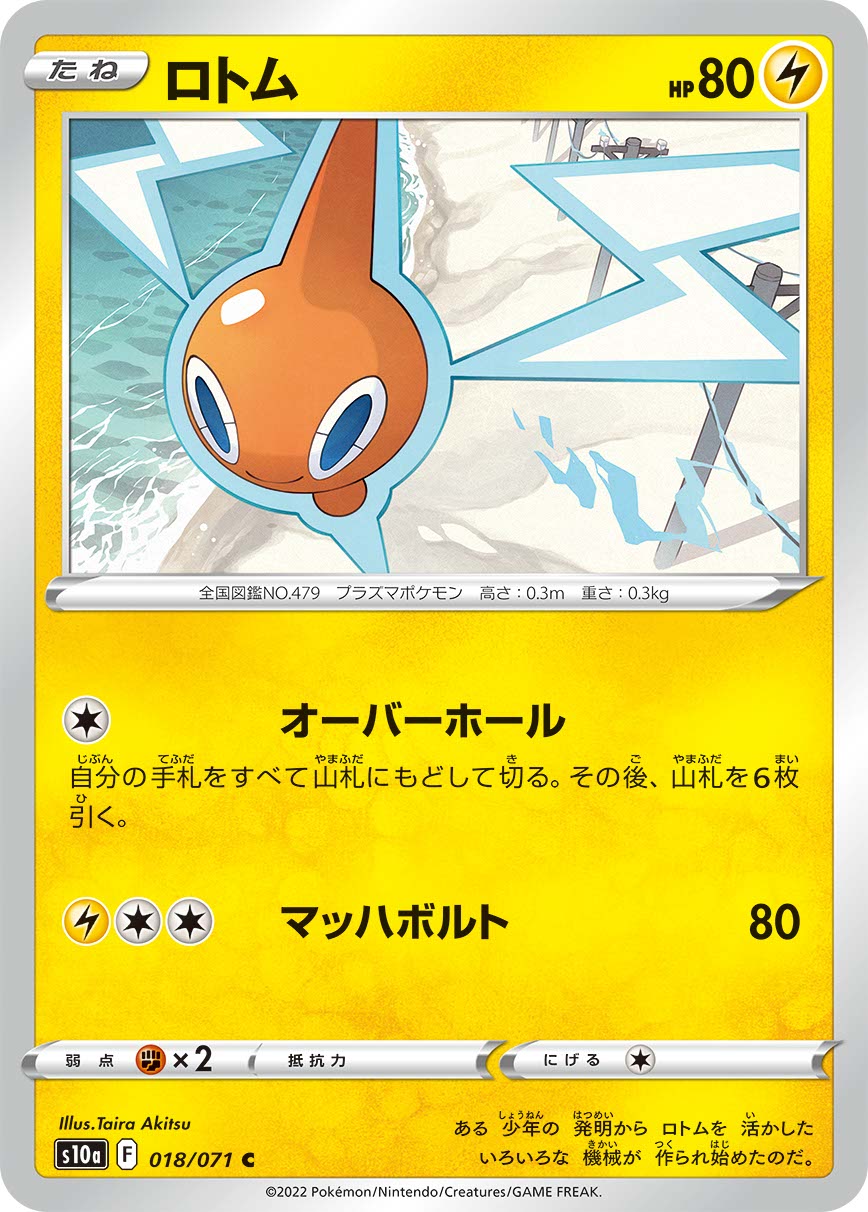 たね ロトム HP80
全国図鑑NO.479 プラズマポケモン 高さ:0.3m 重さ:0.3kg
オーバーホール
自分の手札をすべて山札にもどして切る。その後、山札を6枚
引く。
マッハボルト 80
弱点 ×2 抵抗力 にげる
Illus.Taira Akitsu
ある 少年の 発明から ロトムを 活かした
いろいろな 機械が 作られ始めたのだ。
s10a F 018/071 C
©2022 Pokémon/Nintendo/Creatures/GAME FREAK.